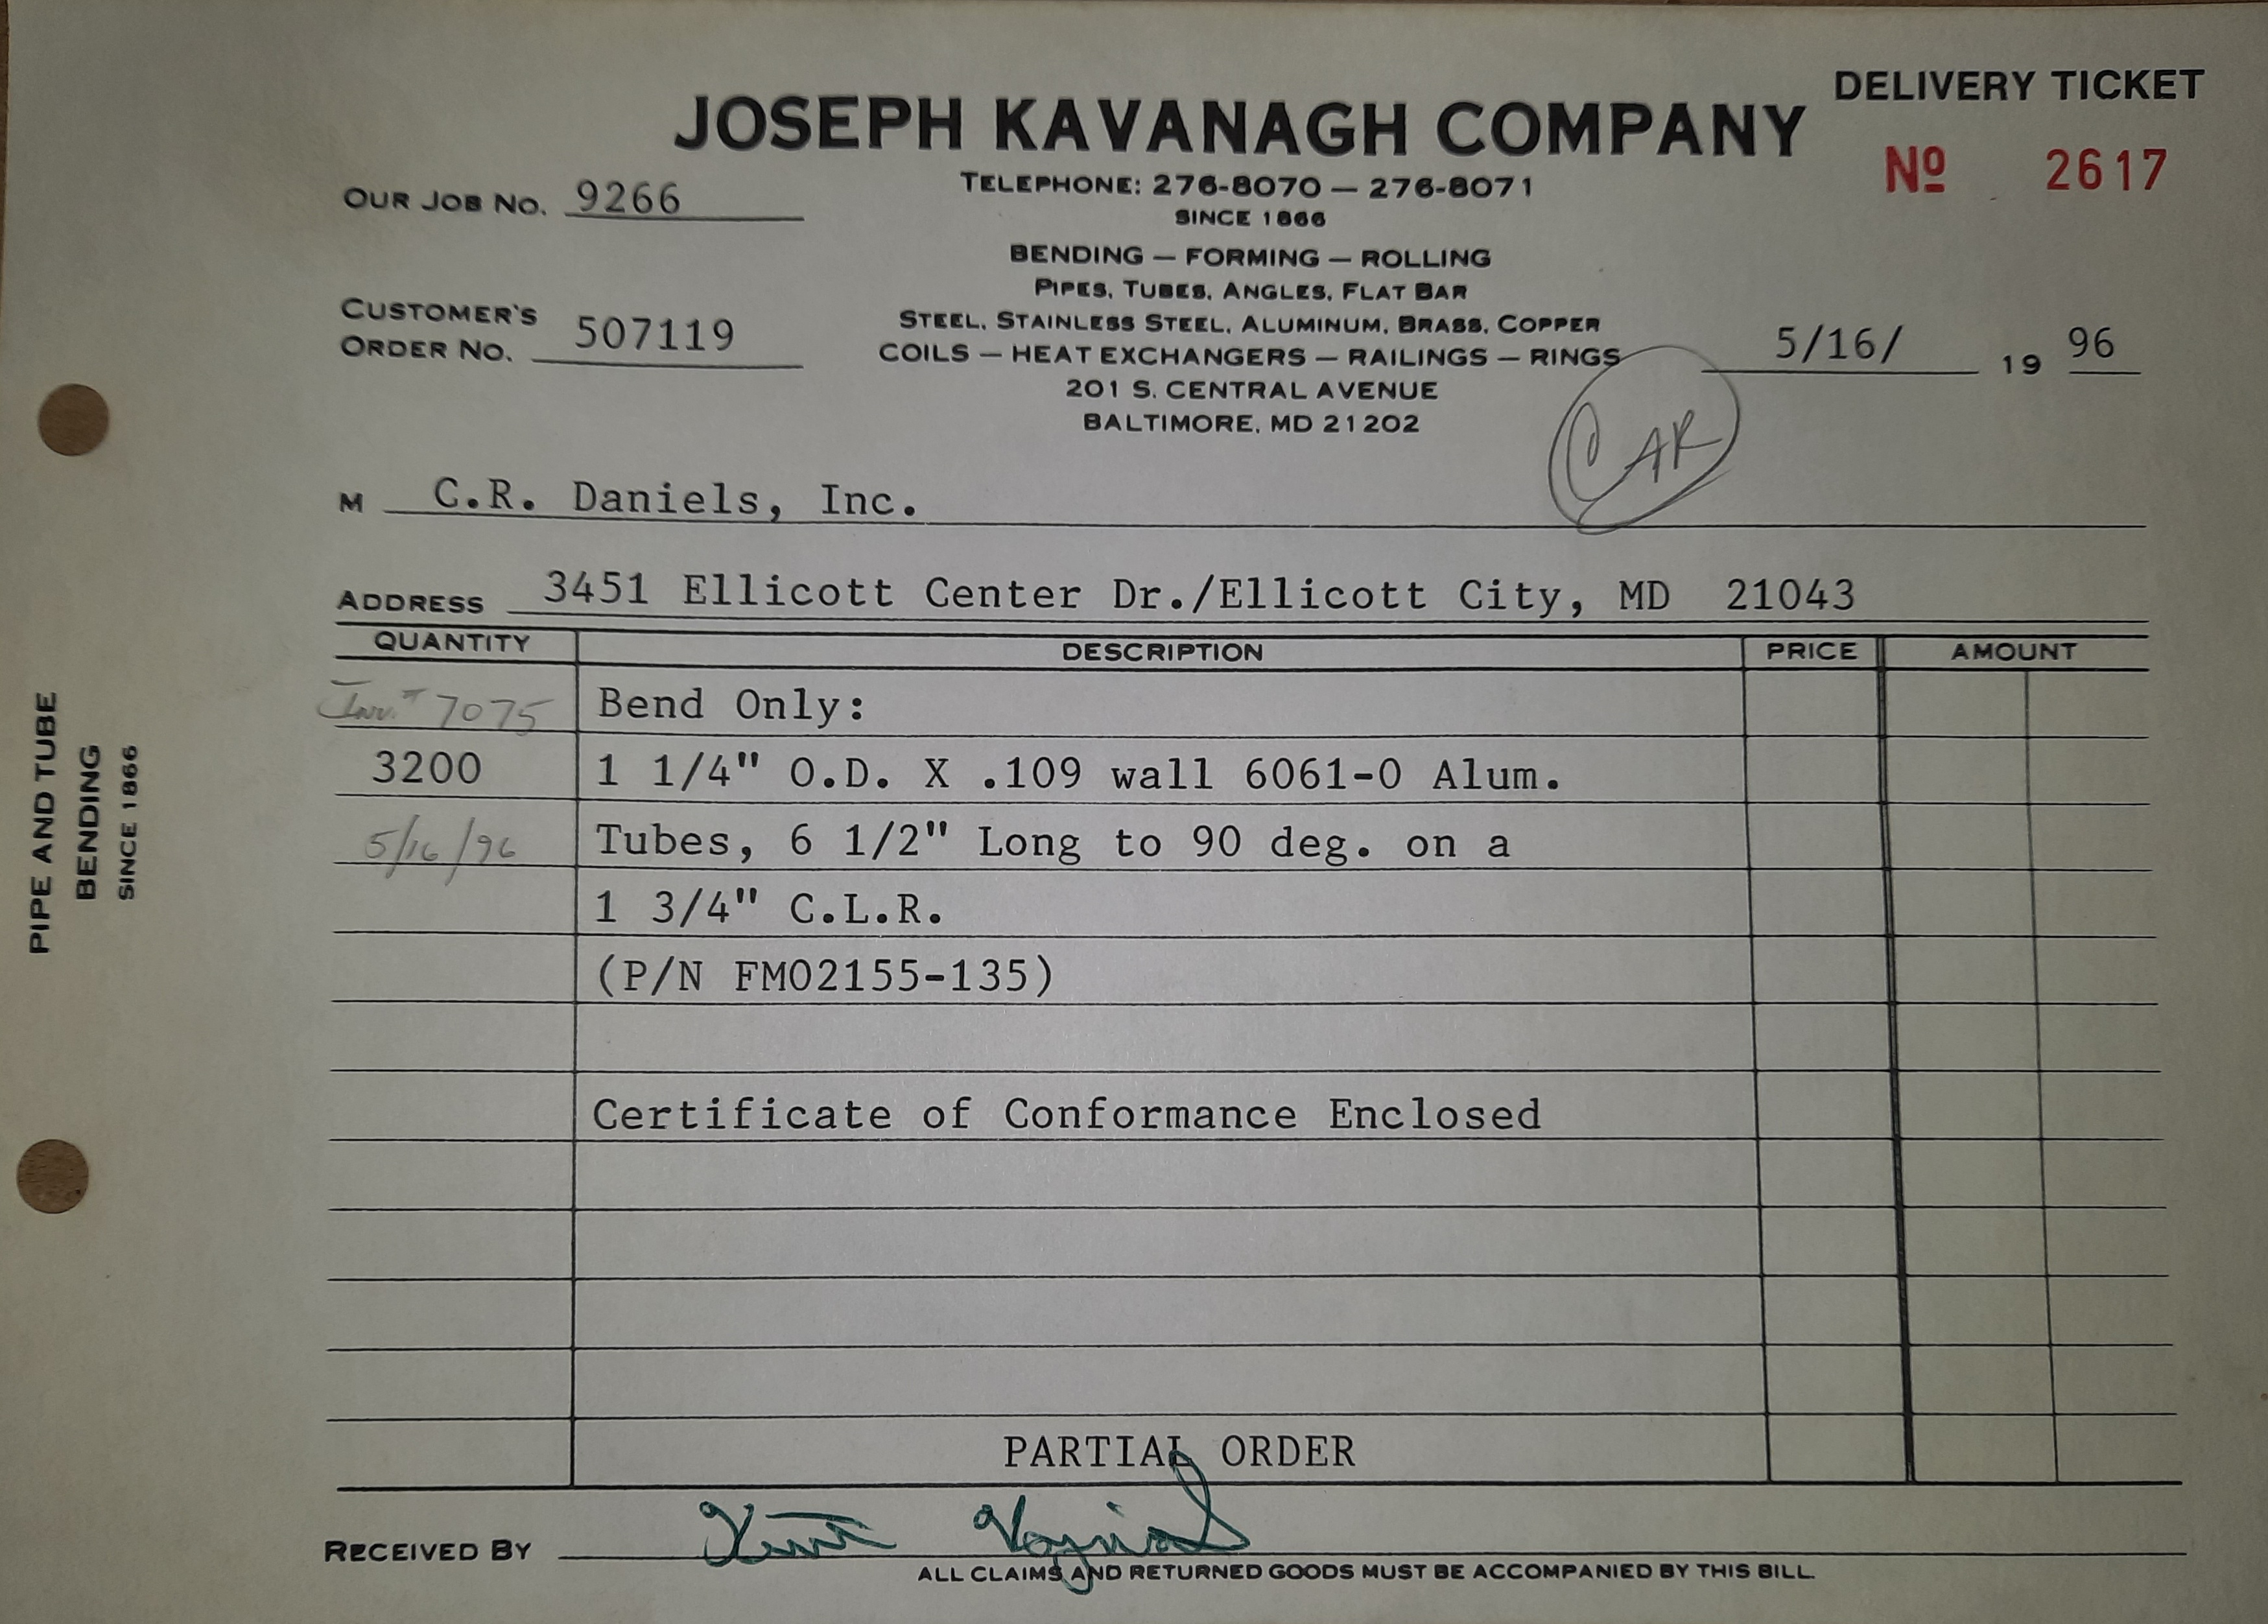 DELIVERY TICKET
JOSEPH KAVANAGH COMPANY
Nº 2617
TELEPHONE: 276-8070 — 276-8071
SINCE 1866
OUR JOB NO. 9266
BENDING — FORMING — ROLLING
PIPES, TUBES, ANGLES, FLAT BAR
STEEL, STAINLESS STEEL, ALUMINUM, BRASS, COPPER
COILS — HEAT EXCHANGERS — RAILINGS — RINGS
201 S. CENTRAL AVENUE
BALTIMORE, MD 21202
CUSTOMER'S
ORDER NO. 507119
5/16/ 19 96
CAR
M C.R. Daniels, Inc.
ADDRESS 3451 Ellicott Center Dr./Ellicott City, MD 21043
QUANTITY DESCRIPTION PRICE AMOUNT
Inv. # 7075 Bend Only:
3200 1 1/4" O.D. X .109 wall 6061-0 Alum.
5/16/96 Tubes, 6 1/2" Long to 90 deg. on a
1 3/4" C.L.R.
(P/N FM02155-135)
Certificate of Conformance Enclosed
PARTIAL ORDER
RECEIVED BY
ALL CLAIMS AND RETURNED GOODS MUST BE ACCOMPANIED BY THIS BILL.
PIPE AND TUBE
BENDING
SINCE 1866